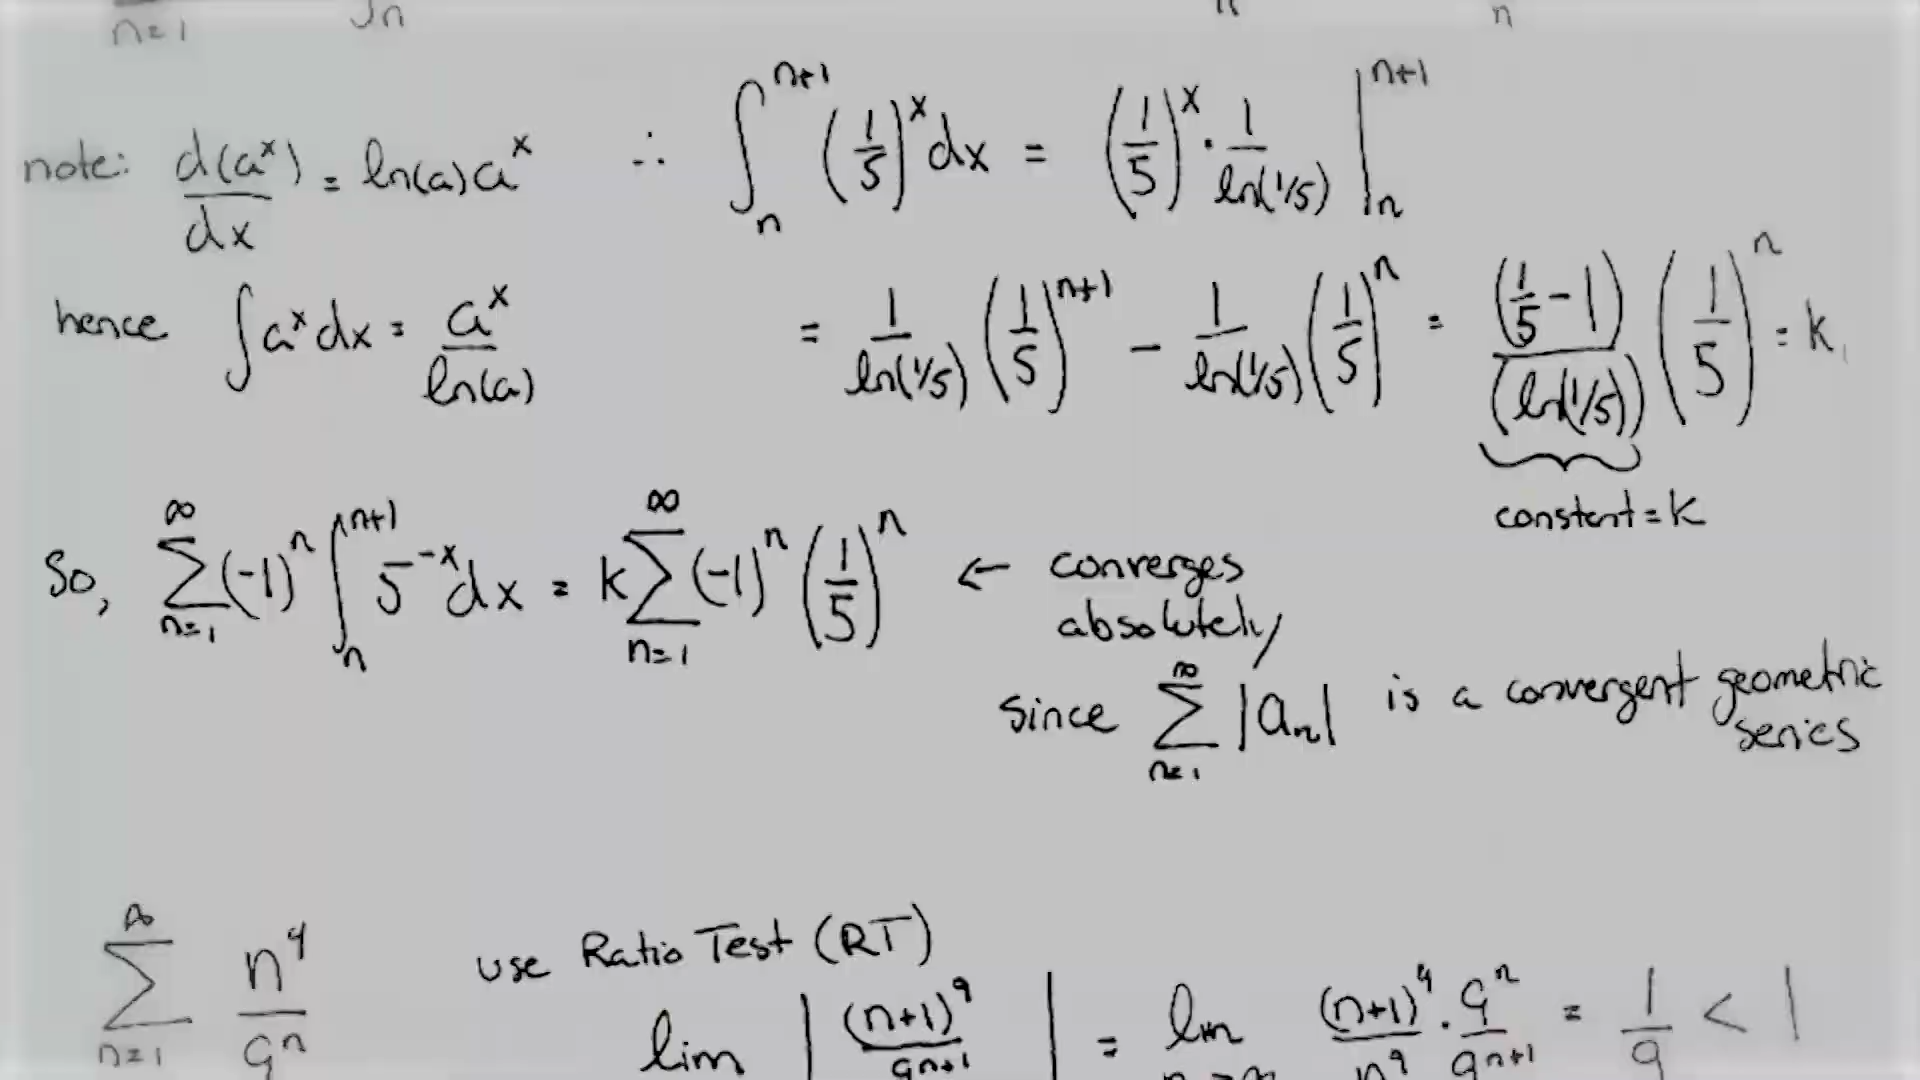 n=1 ∫n n
note: d(a^x)/dx = ln(a)a^x ∴ ∫_n^{n+1} (1/5)^x dx = (1/5)^x · 1/ln(1/5) |_n^{n+1}
hence ∫a^x dx = a^x/ln(a) = 1/ln(1/5) (1/5)^{n+1} − 1/ln(1/5) (1/5)^n = (1/5 − 1)/(ln(1/5)) (1/5)^n = k
constant = k
So, ∑_{n=1}^∞ (-1)^n ∫_n^{n+1} 5^{-x} dx = k ∑_{n=1}^∞ (-1)^n (1/5)^n ← converges
absolutely
since ∑_{n=1}^∞ |a_n| is a convergent geometric
series
∑_{n=1}^∞ n^9/9^n use Ratio Test (RT)
lim | (n+1)^9/9^{n+1} | = lim (n+1)^9/n^9 · 9^n/9^{n+1} = 1/9 < 1